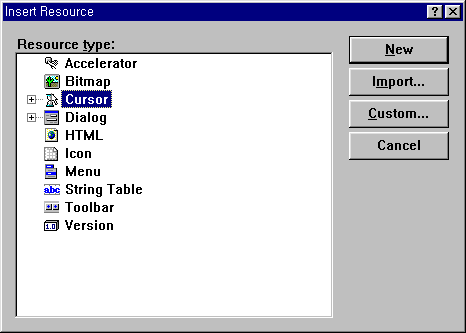 Insert Resource
Resource type:
Accelerator
Bitmap
Cursor
Dialog
HTML
Icon
Menu
abc String Table
Toolbar
1.0 Version
New
Import...
Custom...
Cancel